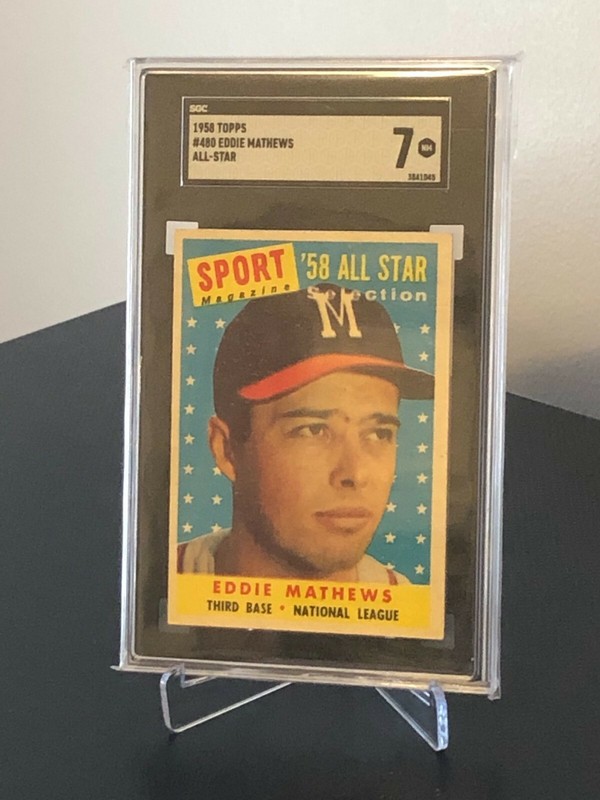 SGC
1958 TOPPS
#480 EDDIE MATHEWS
ALL-STAR
7 NM
3841045
SPORT
Magazine
'58 ALL STAR
Selection
M
EDDIE MATHEWS
THIRD BASE • NATIONAL LEAGUE